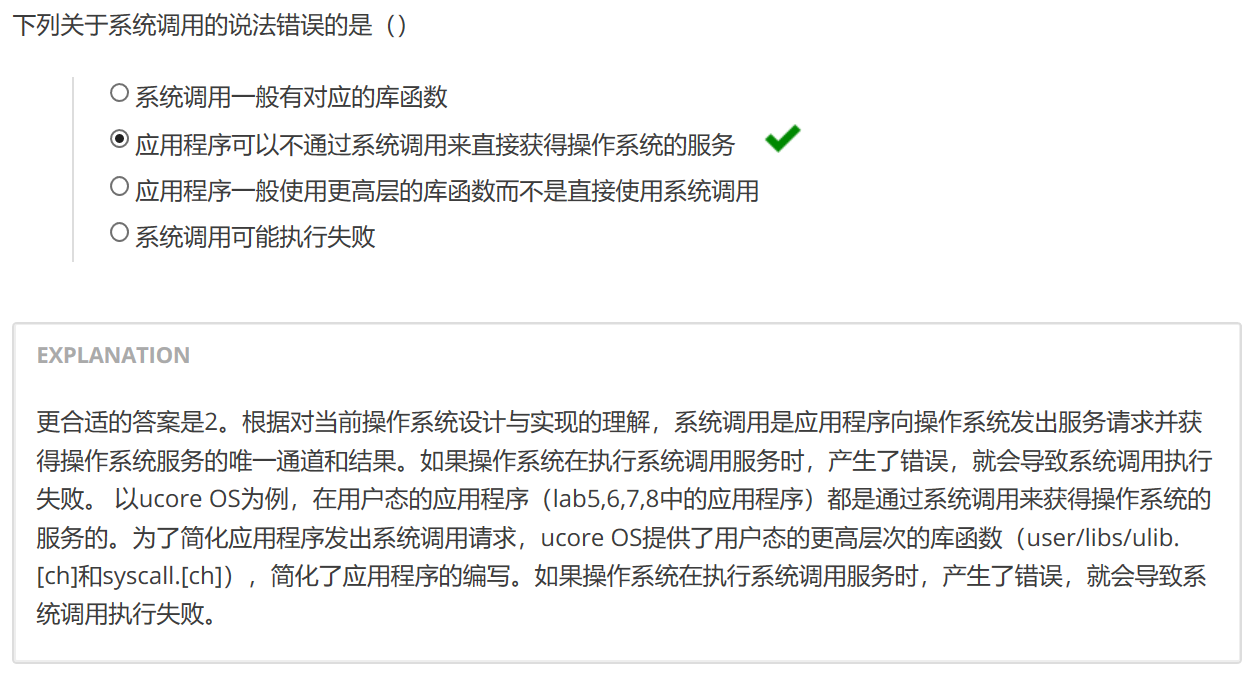 下列关于系统调用的说法错误的是（）
系统调用一般有对应的库函数
应用程序可以不通过系统调用来直接获得操作系统的服务
应用程序一般使用更高层的库函数而不是直接使用系统调用
系统调用可能执行失败
EXPLANATION
更合适的答案是2。根据对当前操作系统设计与实现的理解，系统调用是应用程序向操作系统发出服务请求并获
得操作系统服务的唯一通道和结果。如果操作系统在执行系统调用服务时，产生了错误，就会导致系统调用执行
失败。 以ucore OS为例，在用户态的应用程序（lab5,6,7,8中的应用程序）都是通过系统调用来获得操作系统的
服务的。为了简化应用程序发出系统调用请求，ucore OS提供了用户态的更高层次的库函数（user/libs/ulib.
[ch]和syscall.[ch]），简化了应用程序的编写。如果操作系统在执行系统调用服务时，产生了错误，就会导致系
统调用执行失败。